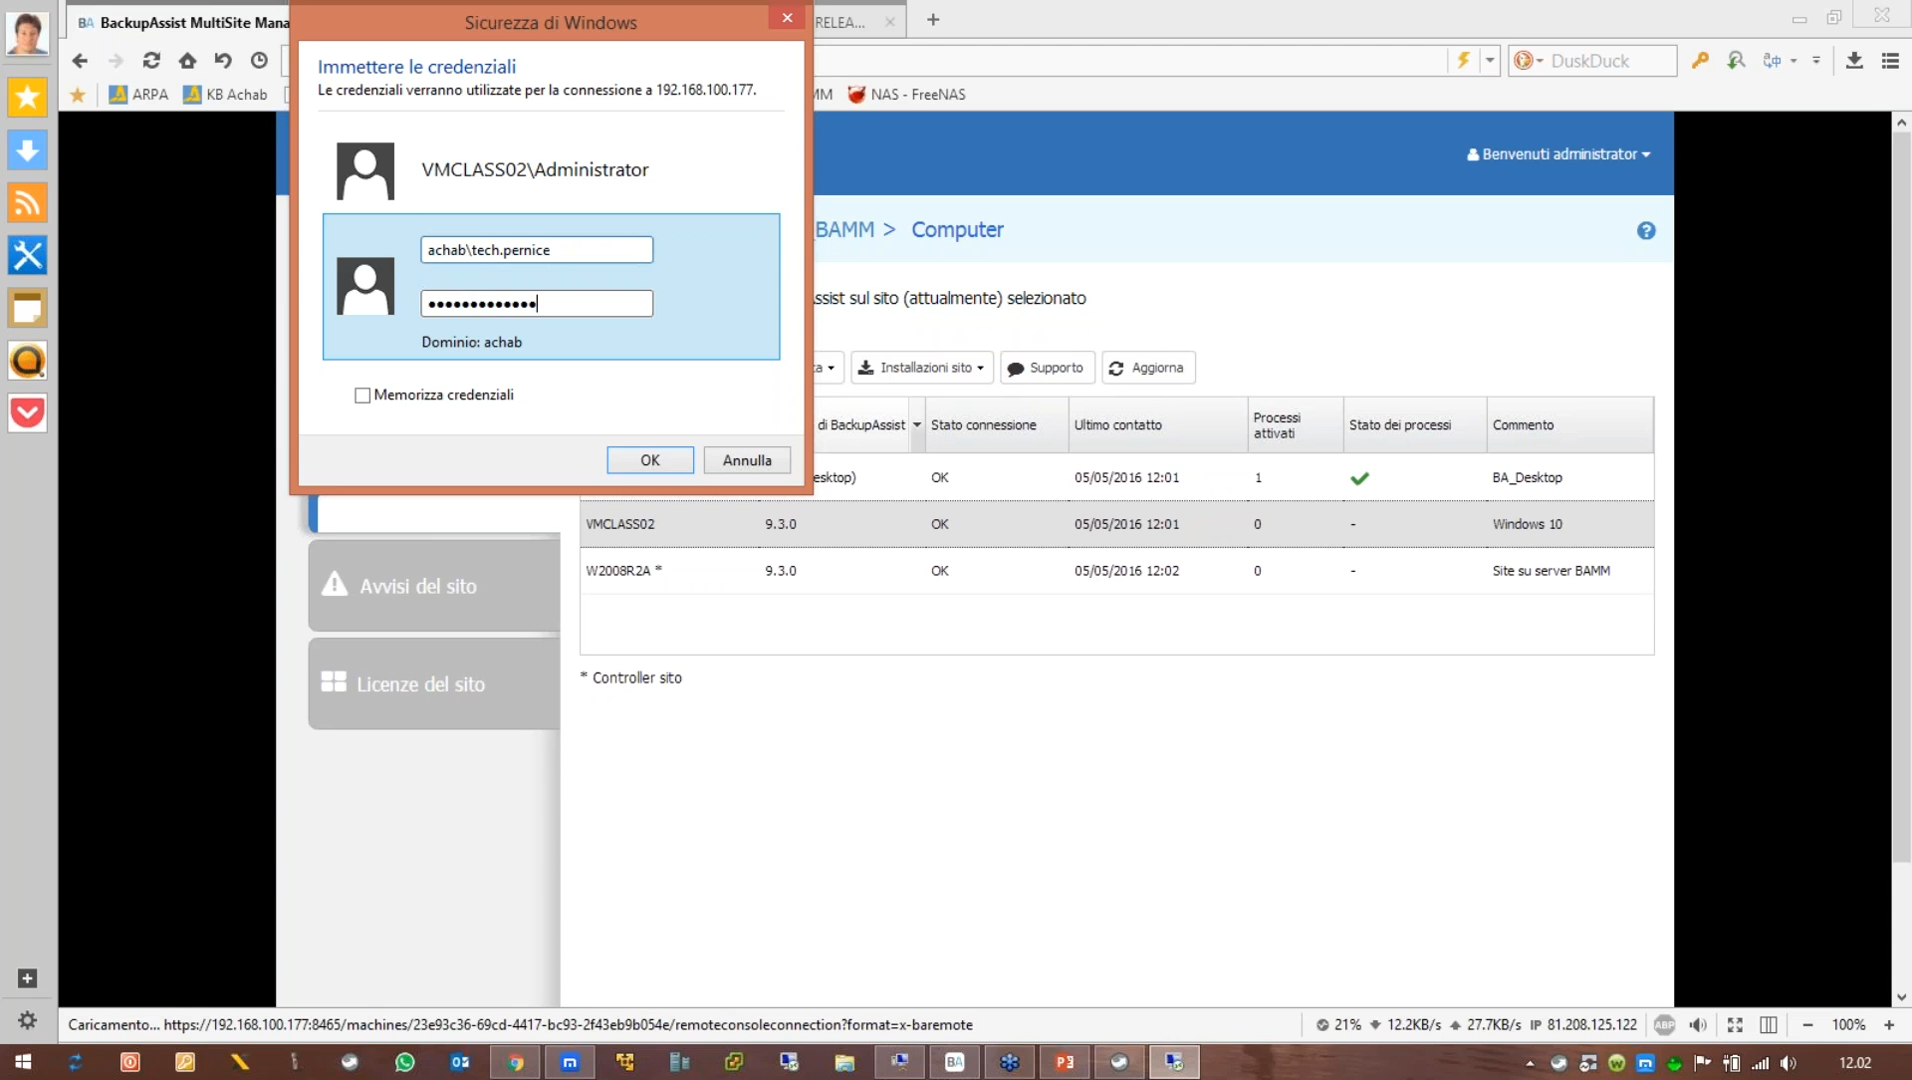 BA BackupAssist MultiSite Mana
RELEA...
Sicurezza di Windows
Immettere le credenziali
Le credenziali verranno utilizzate per la connessione a 192.168.100.177.
VMCLASS02\Administrator
achab\tech.pernice
•••••••••••••
Dominio: achab
Memorizza credenziali
OK
Annulla
DuskDuck
ARPA
KB Achab
MM
NAS - FreeNAS
Benvenuti administrator
BAMM > Computer
ssist sul sito (attualmente) selezionato
ta
Installazioni sito
Supporto
Aggiorna
di BackupAssist
Stato connessione
Ultimo contatto
Processi attivati
Stato dei processi
Commento
esktop)
OK
05/05/2016 12:01
1
BA_Desktop
VMCLASS02
9.3.0
OK
05/05/2016 12:01
0
-
Windows 10
W2008R2A *
9.3.0
OK
05/05/2016 12:02
0
-
Site su server BAMM
* Controller sito
Avvisi del sito
Licenze del sito
Caricamento... https://192.168.100.177:8465/machines/23e93c36-69cd-4417-bc93-2f43eb9b054e/remoteconsoleconnection?format=x-baremote
21%
12.2KB/s
27.7KB/s
IP 81.208.125.122
ABP
100%
BA
12.02